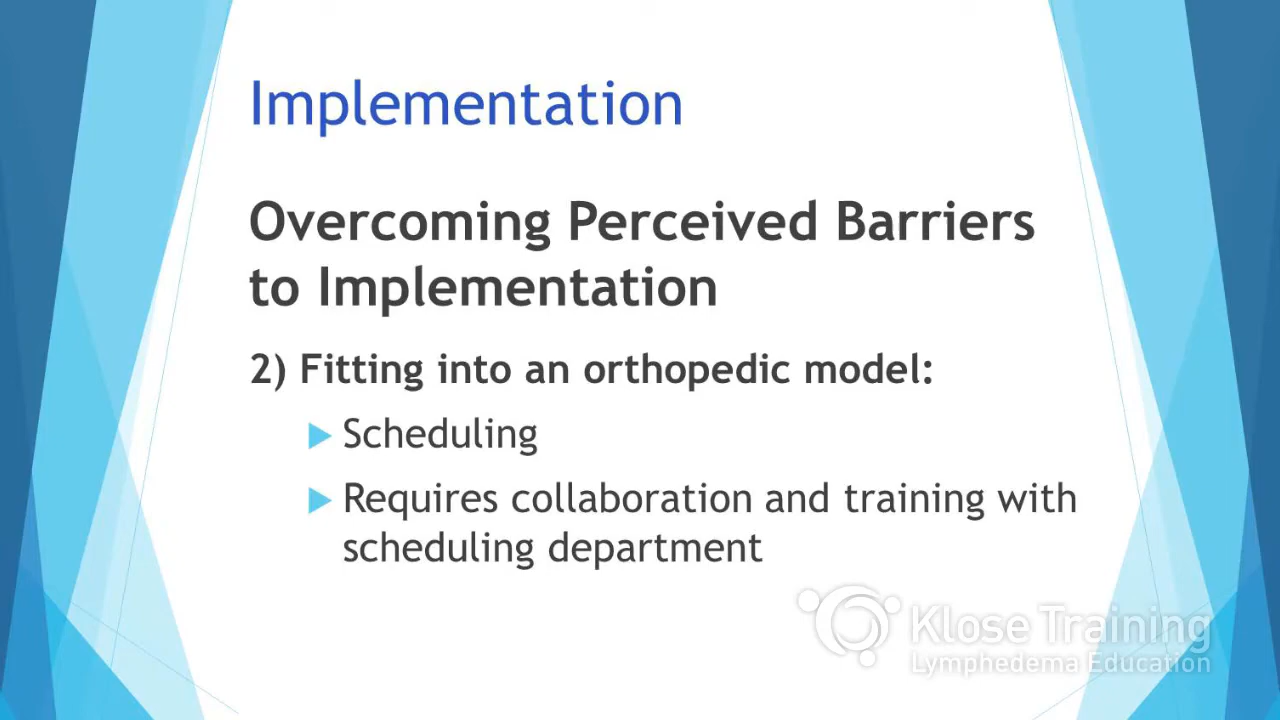 Implementation
Overcoming Perceived Barriers
to Implementation
2) Fitting into an orthopedic model:
Scheduling
Requires collaboration and training with
scheduling department
Klose Training
Lymphedema Education